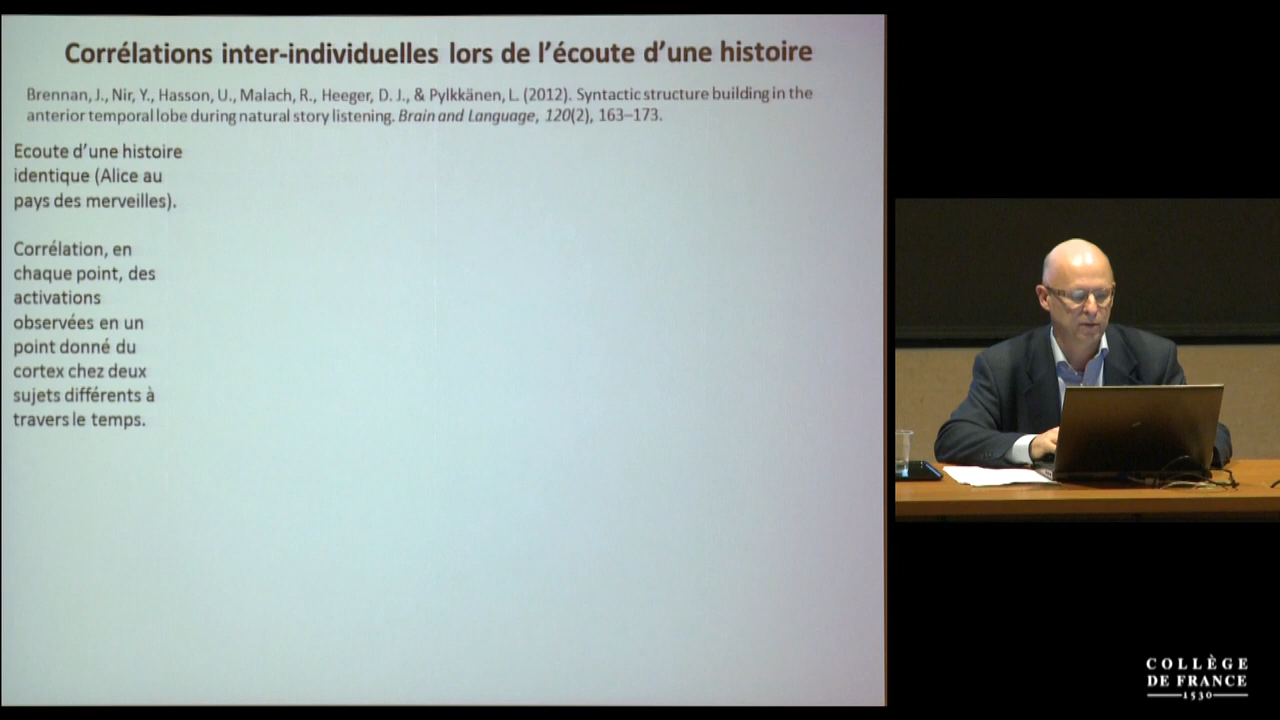 Corrélations inter-individuelles lors de l’écoute d’une histoire
Brennan, J., Nir, Y., Hasson, U., Malach, R., Heeger, D. J., & Pylkkänen, L. (2012). Syntactic structure building in the
anterior temporal lobe during natural story listening. Brain and Language, 120(2), 163–173.
Ecoute d’une histoire
identique (Alice au
pays des merveilles).
Corrélation, en
chaque point, des
activations
observées en un
point donné du
cortex chez deux
sujets différents à
travers le temps.
COLLÈGE
DE FRANCE
1530